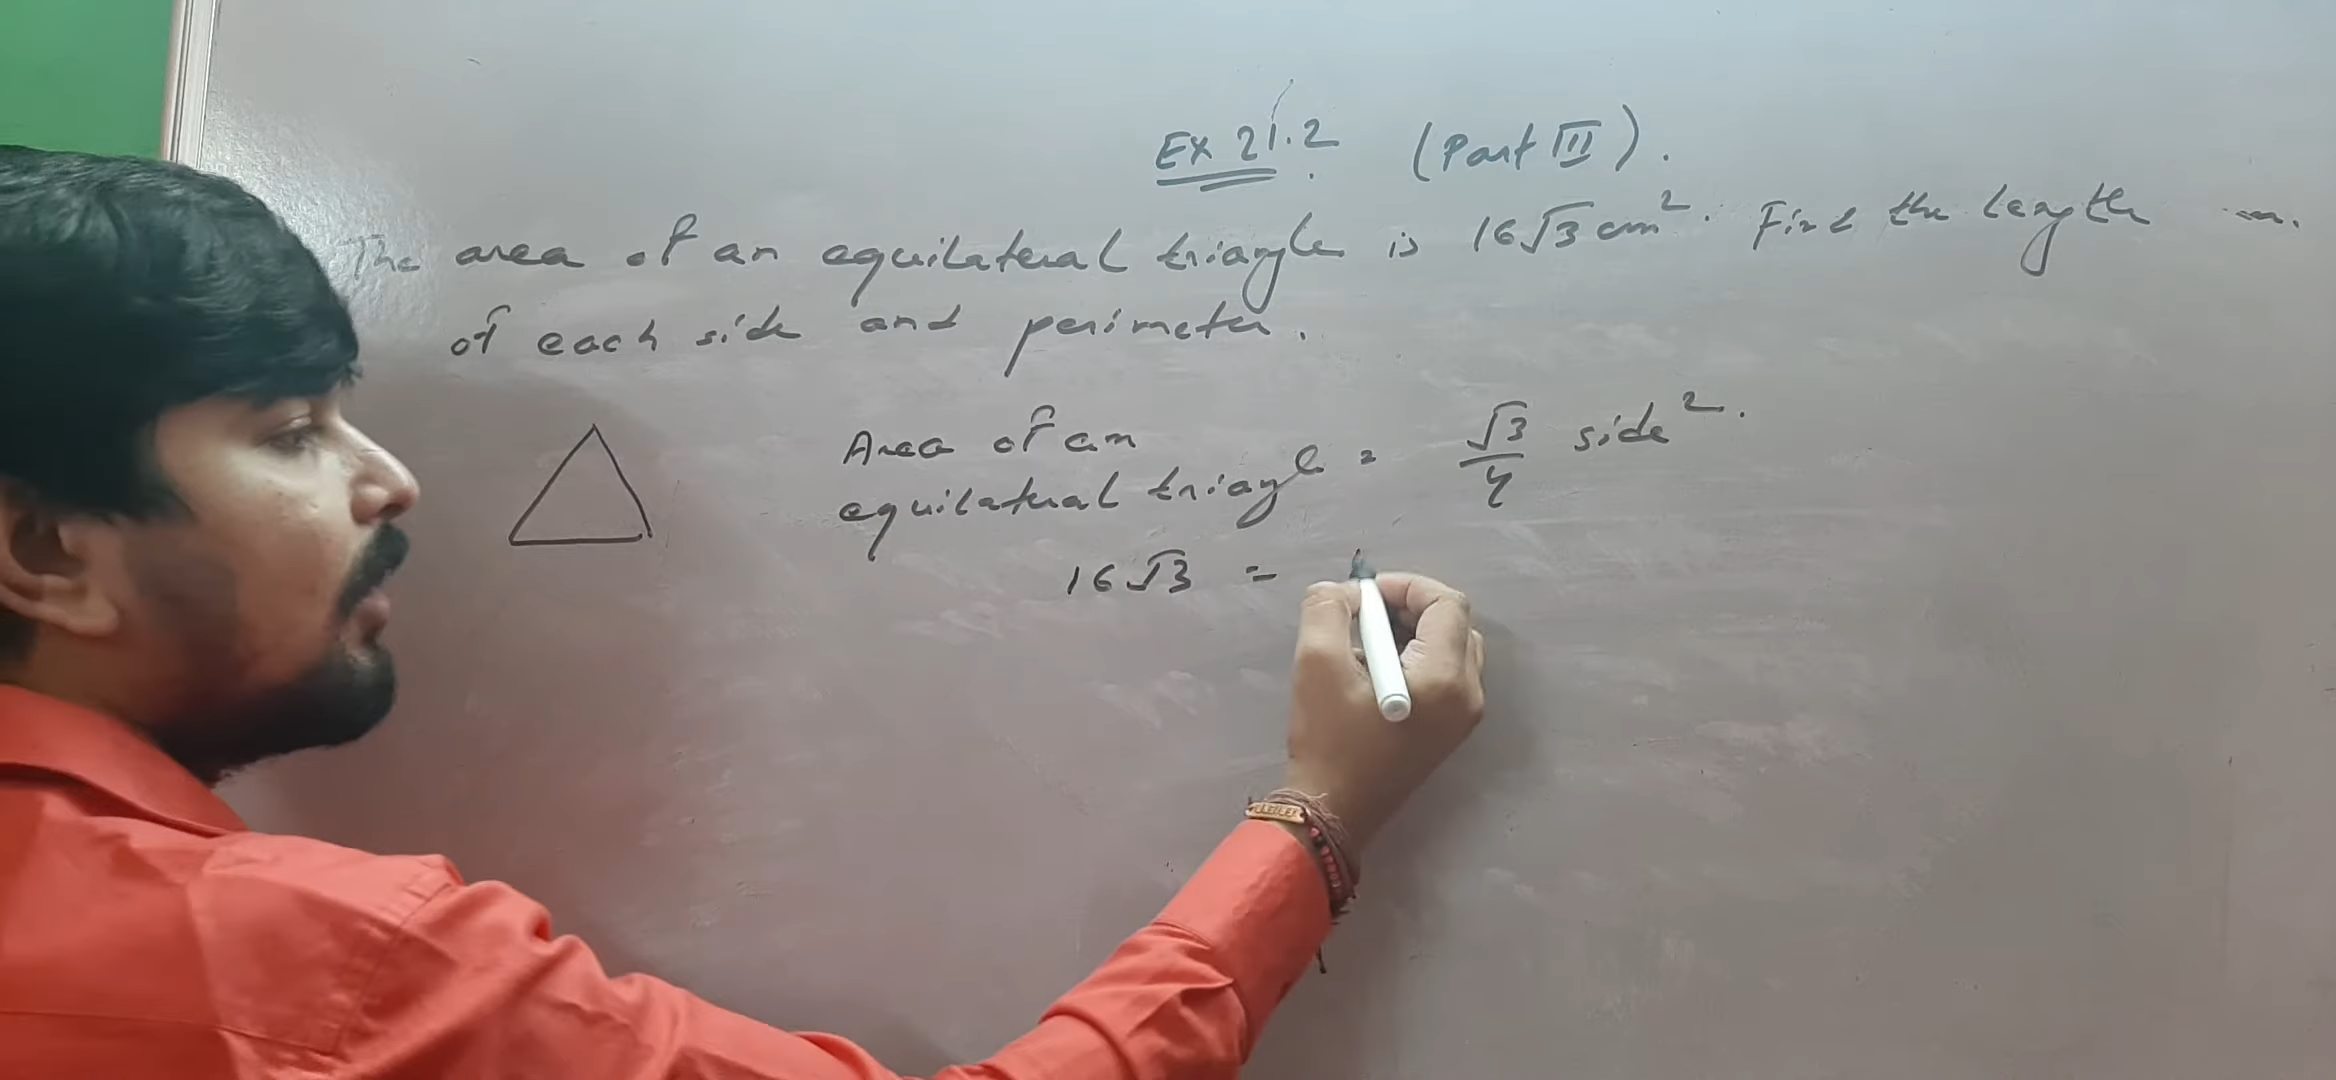 Ex 21.2 (Part III).
The area of an equilateral triangle is 16√3 cm². Find the length
of each side and perimeter.
Area of an
equilateral triangle = √3/4 side².
16√3 =